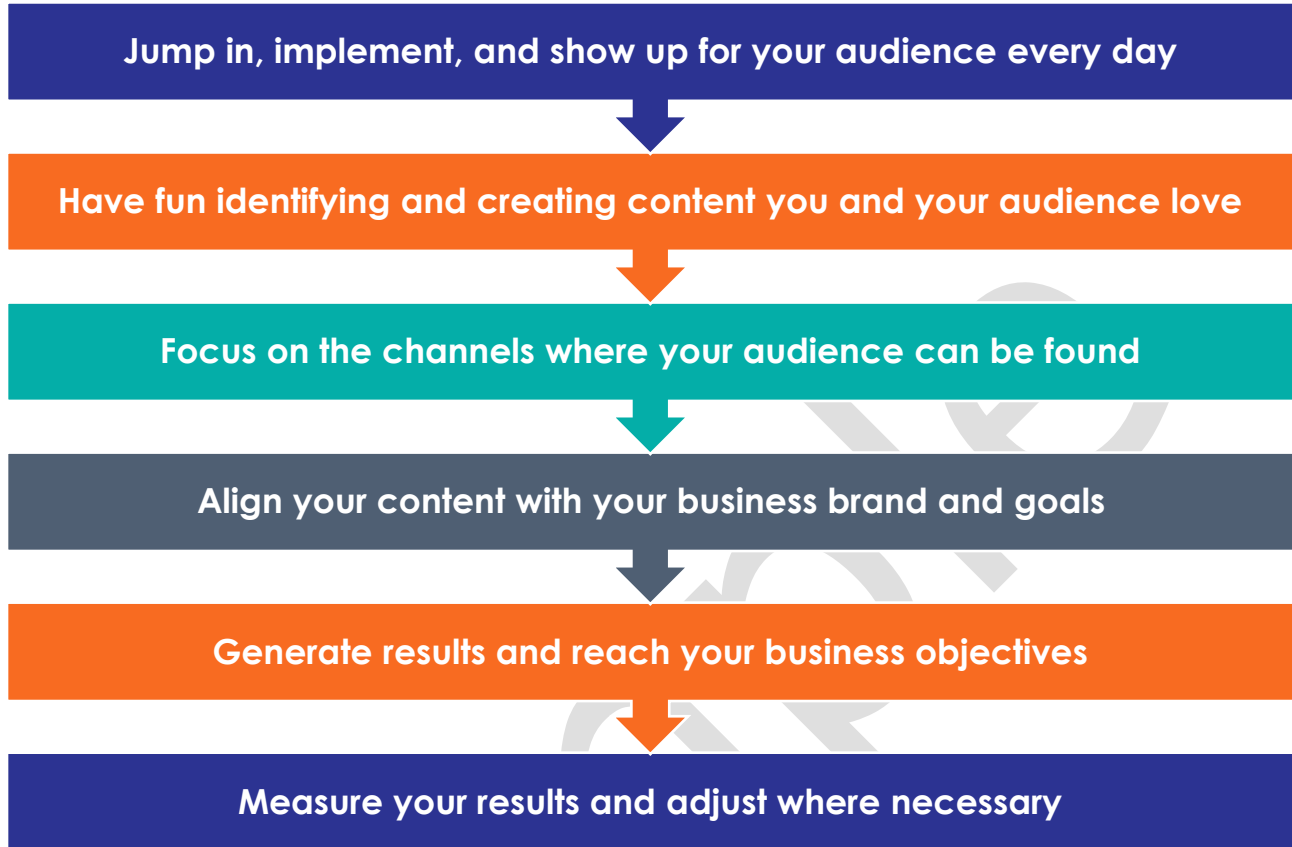 Jump in, implement, and show up for your audience every day
Have fun identifying and creating content you and your audience love
Focus on the channels where your audience can be found
Align your content with your business brand and goals
Generate results and reach your business objectives
Measure your results and adjust where necessary